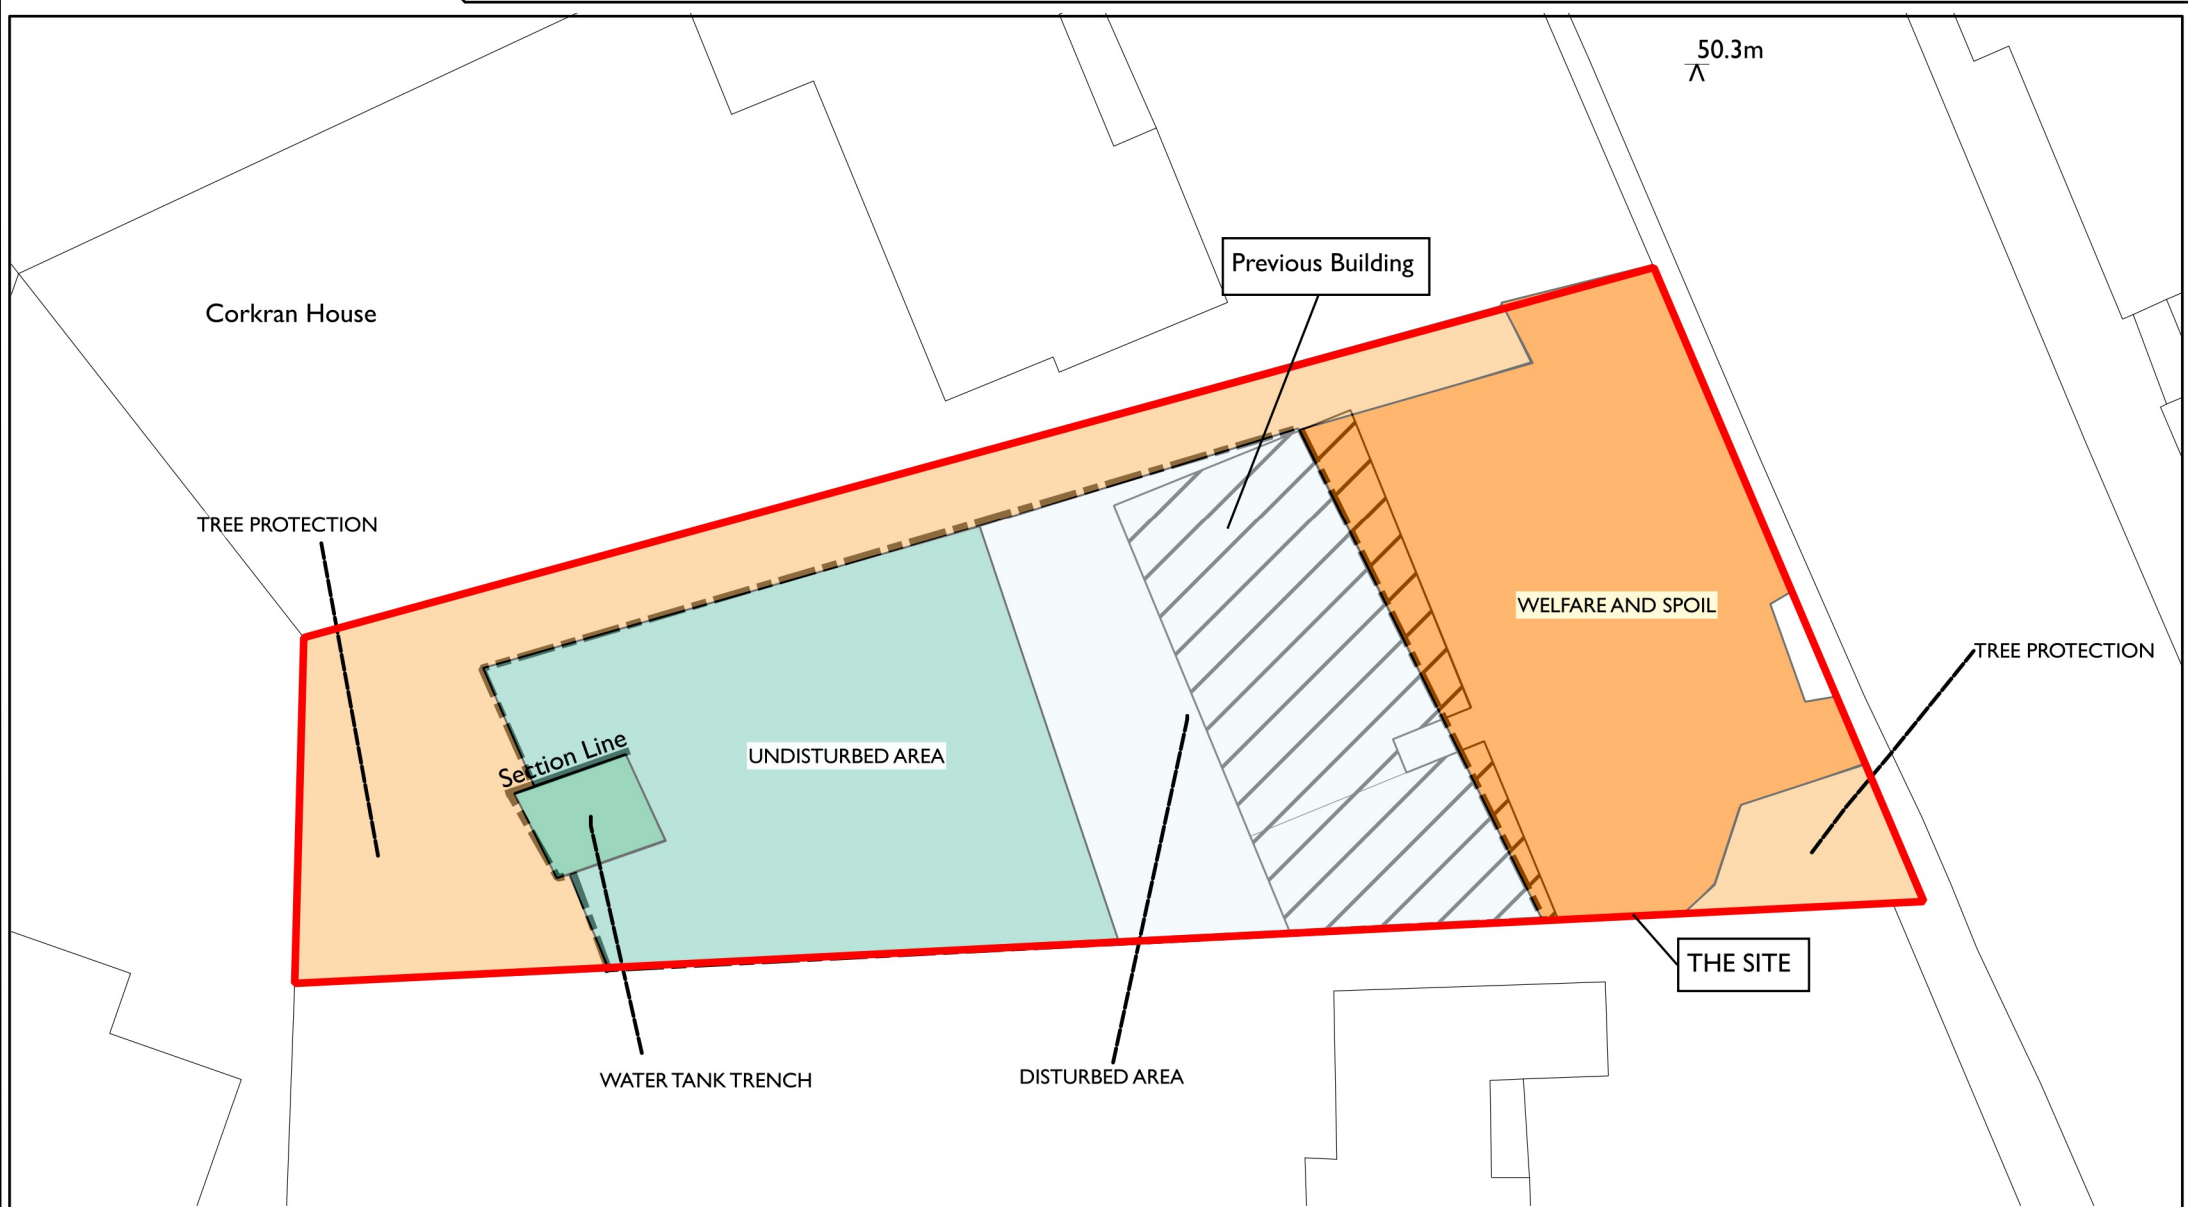 50.3m
Previous Building
Corkran House
TREE PROTECTION
WELFARE AND SPOIL
TREE PROTECTION
Section Line
UNDISTURBED AREA
THE SITE
WATER TANK TRENCH
DISTURBED AREA